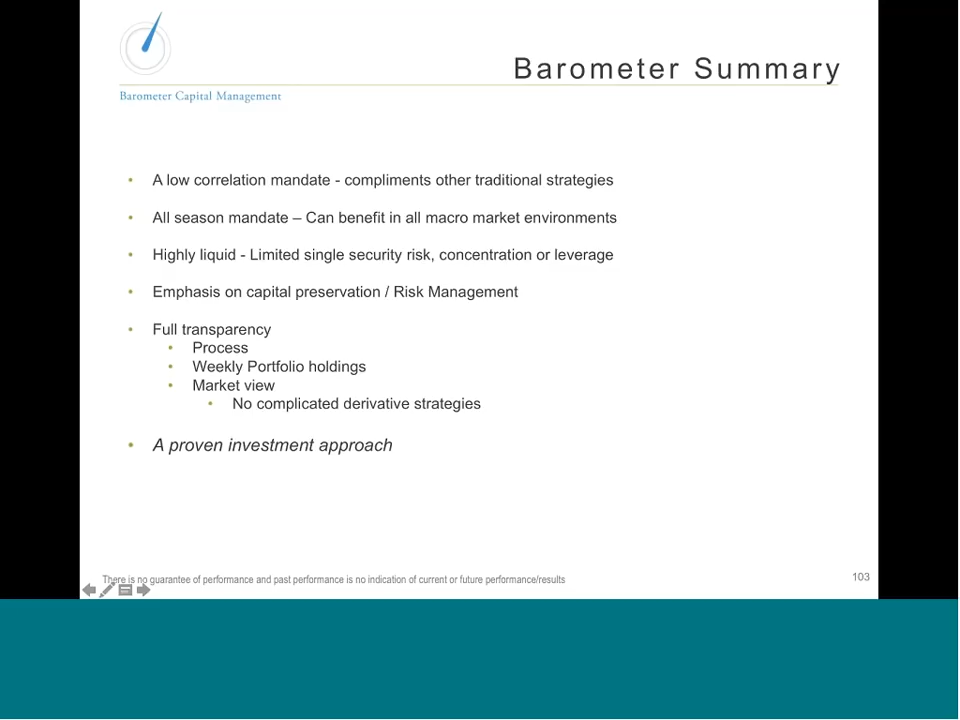 Barometer Summary
Barometer Capital Management
• A low correlation mandate - compliments other traditional strategies
• All season mandate – Can benefit in all macro market environments
• Highly liquid - Limited single security risk, concentration or leverage
• Emphasis on capital preservation / Risk Management
• Full transparency
• Process
• Weekly Portfolio holdings
• Market view
• No complicated derivative strategies
• A proven investment approach
There is no guarantee of performance and past performance is no indication of current or future performance/results
103